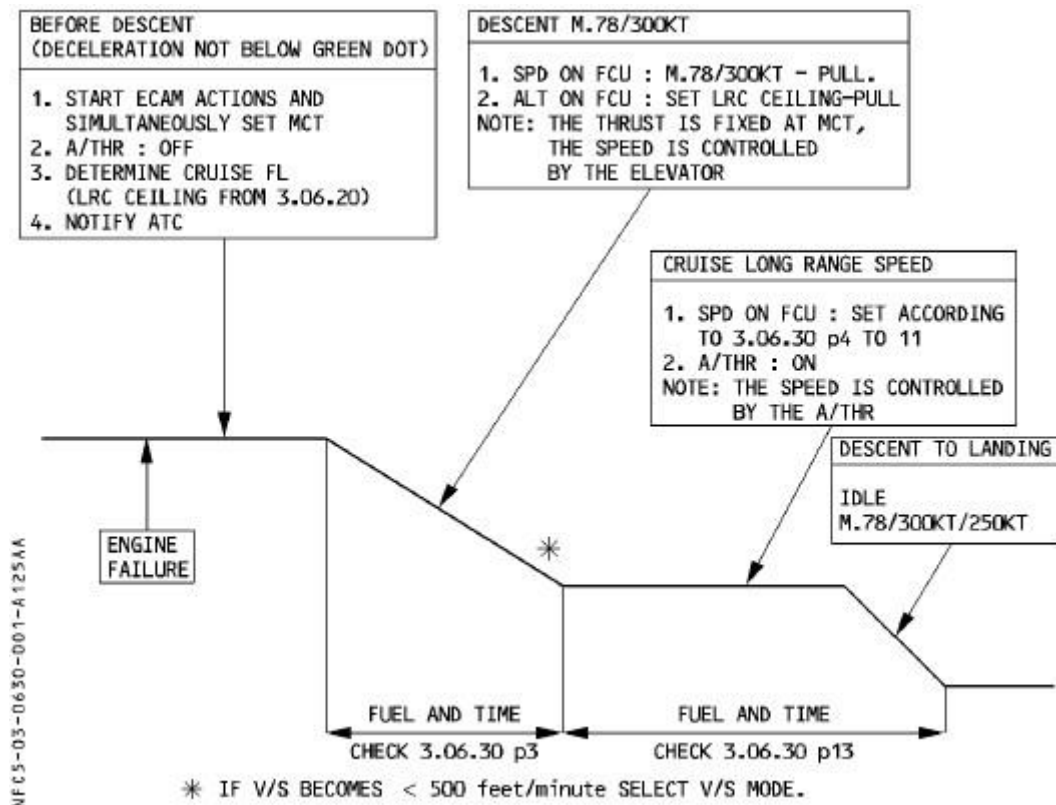 BEFORE DESCENT
(DECELERATION NOT BELOW GREEN DOT)
1. START ECAM ACTIONS AND
SIMULTANEOUSLY SET MCT
2. A/THR : OFF
3. DETERMINE CRUISE FL
(LRC CEILING FROM 3.06.20)
4. NOTIFY ATC
DESCENT M.78/300KT
1. SPD ON FCU : M.78/300KT - PULL.
2. ALT ON FCU : SET LRC CEILING-PULL
NOTE: THE THRUST IS FIXED AT MCT,
THE SPEED IS CONTROLLED
BY THE ELEVATOR
CRUISE LONG RANGE SPEED
1. SPD ON FCU : SET ACCORDING
TO 3.06.30 p4 TO 11
2. A/THR : ON
NOTE: THE SPEED IS CONTROLLED
BY THE A/THR
DESCENT TO LANDING
IDLE
M.78/300KT/250KT
ENGINE
FAILURE
*
FUEL AND TIME
CHECK 3.06.30 p3
FUEL AND TIME
CHECK 3.06.30 p13
* IF V/S BECOMES < 500 feet/minute SELECT V/S MODE.
NFC5-03-0630-001-A125AA